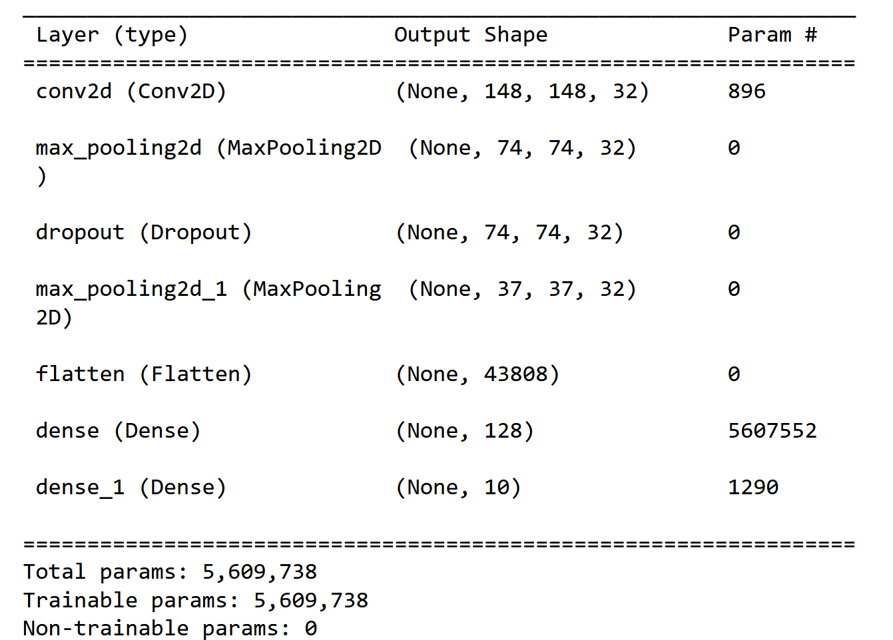 Layer (type) Output Shape Param #
=================================================================
conv2d (Conv2D) (None, 148, 148, 32) 896
max_pooling2d (MaxPooling2D (None, 74, 74, 32) 0
)
dropout (Dropout) (None, 74, 74, 32) 0
max_pooling2d_1 (MaxPooling (None, 37, 37, 32) 0
2D)
flatten (Flatten) (None, 43808) 0
dense (Dense) (None, 128) 5607552
dense_1 (Dense) (None, 10) 1290
=================================================================
Total params: 5,609,738
Trainable params: 5,609,738
Non-trainable params: 0